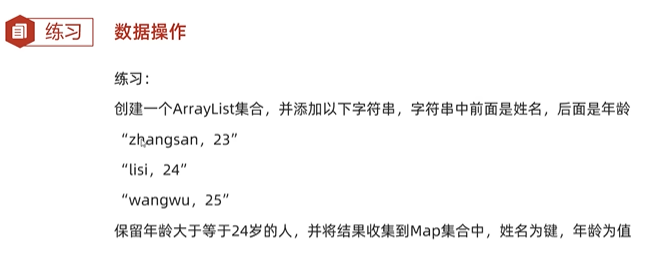 练习 数据操作
练习：
创建一个ArrayList集合，并添加以下字符串，字符串中前面是姓名，后面是年龄
“zhangsan，23”
“lisi，24”
“wangwu，25”
保留年龄大于等于24岁的人，并将结果收集到Map集合中，姓名为键，年龄为值